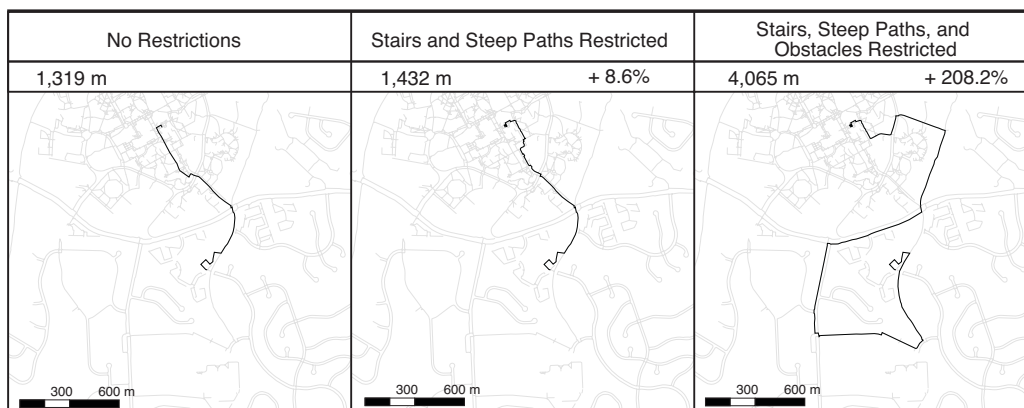 No Restrictions
Stairs and Steep Paths Restricted
Stairs, Steep Paths, and
Obstacles Restricted
1,319 m
1,432 m + 8.6%
4,065 m + 208.2%
300 600 m
300 600 m
300 600 m